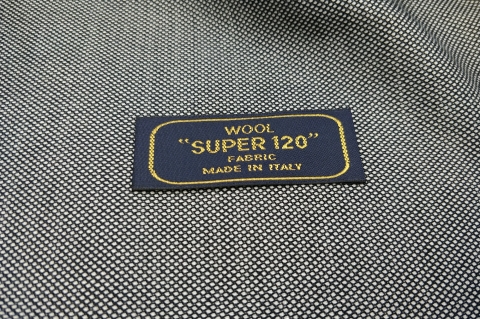 WOOL
"SUPER 120"
FABRIC
MADE IN ITALY